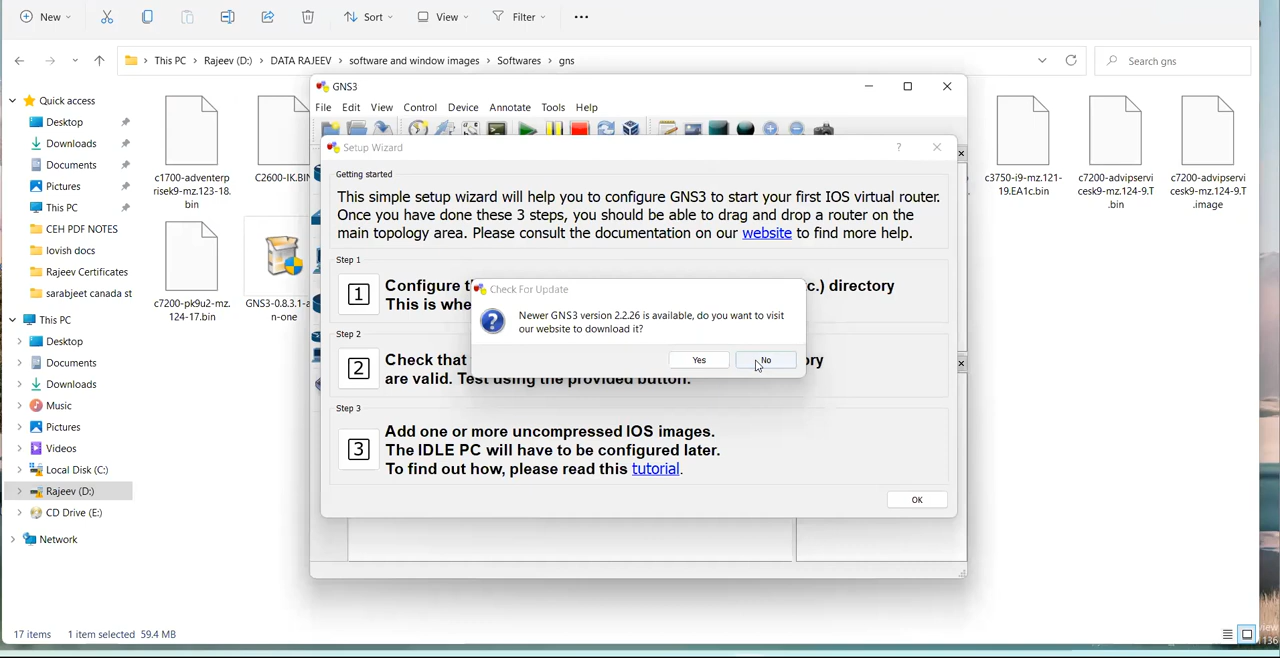 New
Sort
View
Filter
This PC > Rajeev (D:) > DATA RAJEEV > software and window images > Softwares > gns
Search gns
Quick access
Desktop
Downloads
Documents
Pictures
This PC
CEH PDF NOTES
lovish docs
Rajeev Certificates
sarabjeet canada st
This PC
Desktop
Documents
Downloads
Music
Pictures
Videos
Local Disk (C:)
Rajeev (D:)
CD Drive (E:)
Network
c1700-adventerp
risek9-mz.123-18.
bin
C2600-IK.BIN
c7200-pk9u2-mz.
124-17.bin
GNS3-0.8.3.1-a
n-one
GNS3
File Edit View Control Device Annotate Tools Help
Setup Wizard
?
Getting started
This simple setup wizard will help you to configure GNS3 to start your first IOS virtual router.
Once you have done these 3 steps, you should be able to drag and drop a router on the
main topology area. Please consult the documentation on our website to find more help.
Step 1
1
Configure t
c.) directory
This is whe
Step 2
2
Check that
ory
are valid. Test using the provided button.
Step 3
3
Add one or more uncompressed IOS images.
The IDLE PC will have to be configured later.
To find out how, please read this tutorial.
OK
Check For Update
Newer GNS3 version 2.2.26 is available, do you want to visit
our website to download it?
Yes
No
c3750-i9-mz.121-
19.EA1c.bin
c7200-advipservi
cesk9-mz.124-9.T
.bin
c7200-advipservi
cesk9-mz.124-9.T
.image
17 items 1 item selected 59.4 MB
136